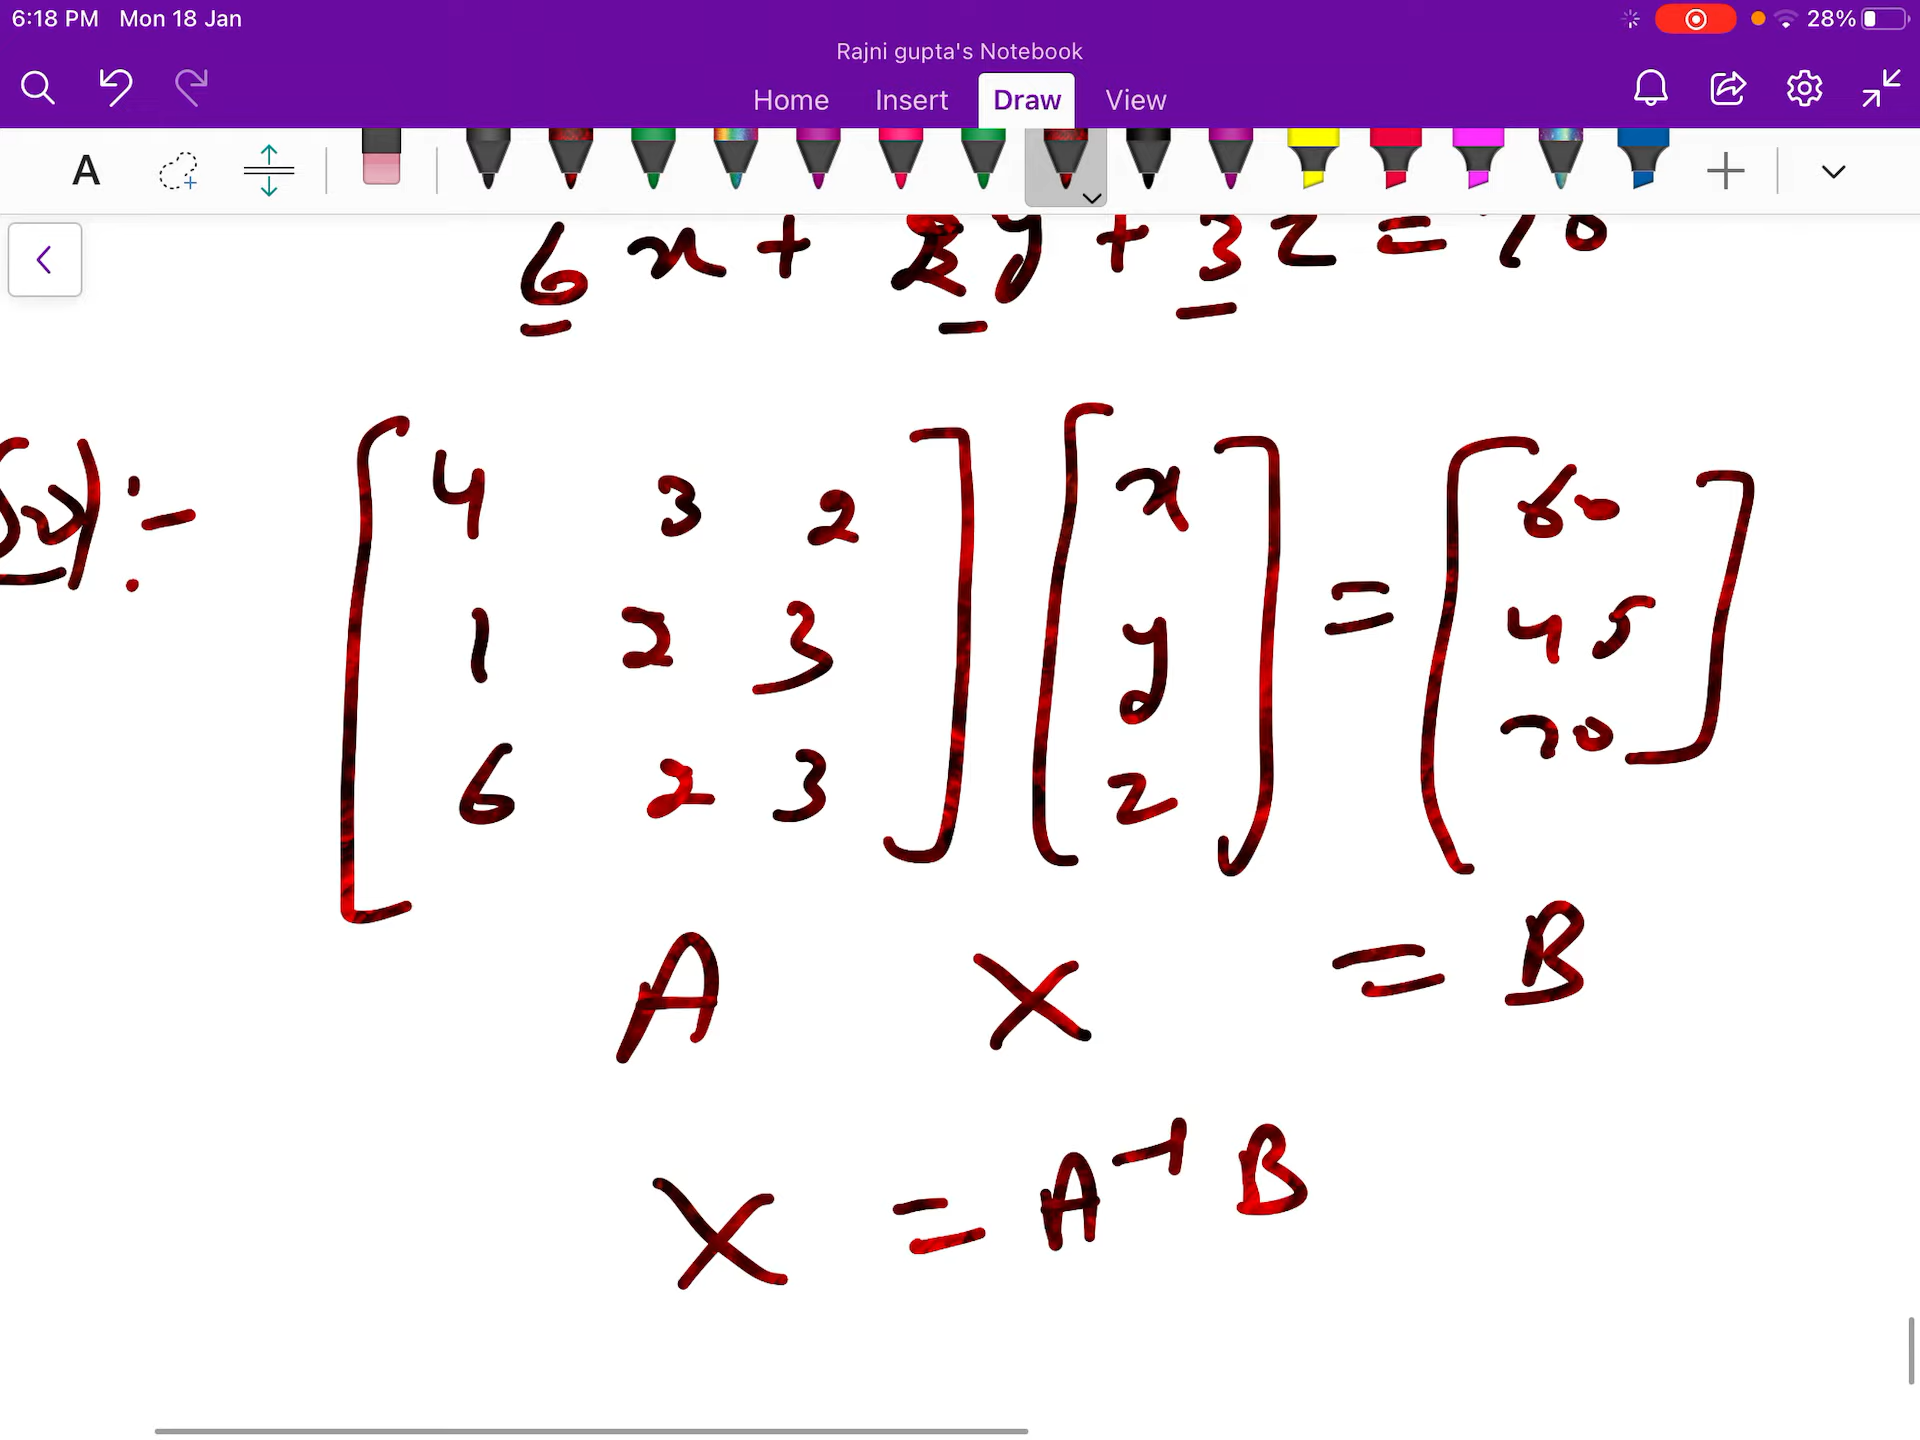 6:18 PM Mon 18 Jan 28%
Rajni gupta's Notebook
Home Insert Draw View
A
6x + 2y + 3z = 70
:-
[4 3 2] [x] = [60]
[1 2 3] [y] [45]
[6 2 3] [z] [70]
A X = B
X = A⁻¹ B